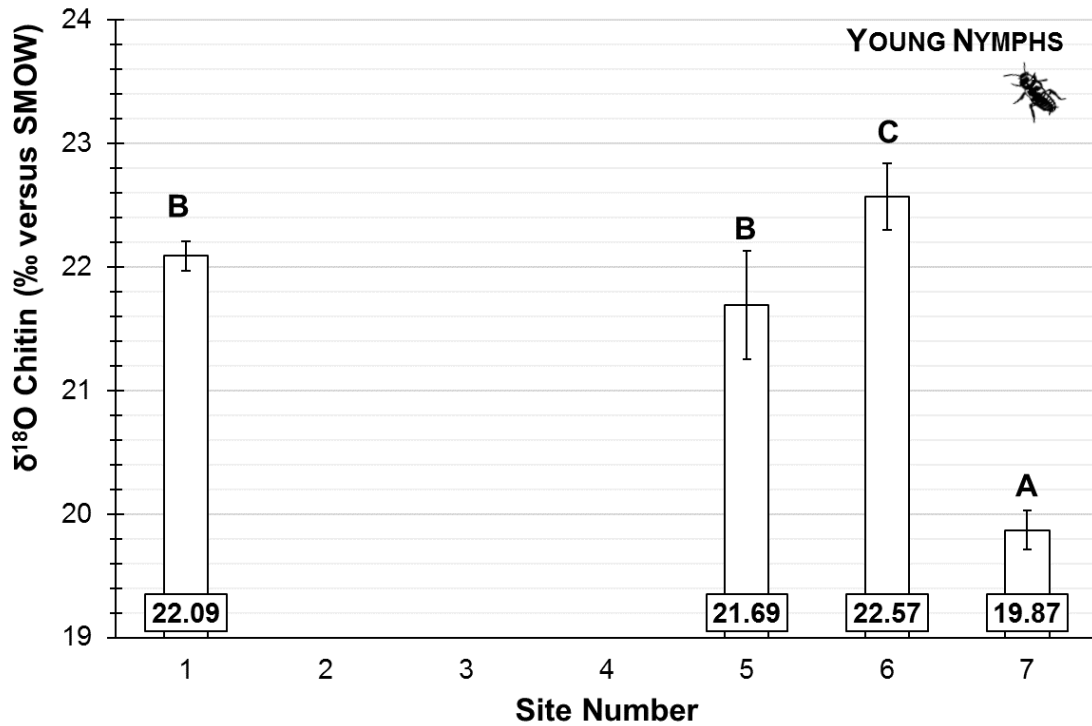 YOUNG NYMPHS
δ¹⁸O Chitin (‰ versus SMOW)
24
23
22
21
20
19
B
B
C
A
22.09
21.69
22.57
19.87
1 2 3 4 5 6 7
Site Number